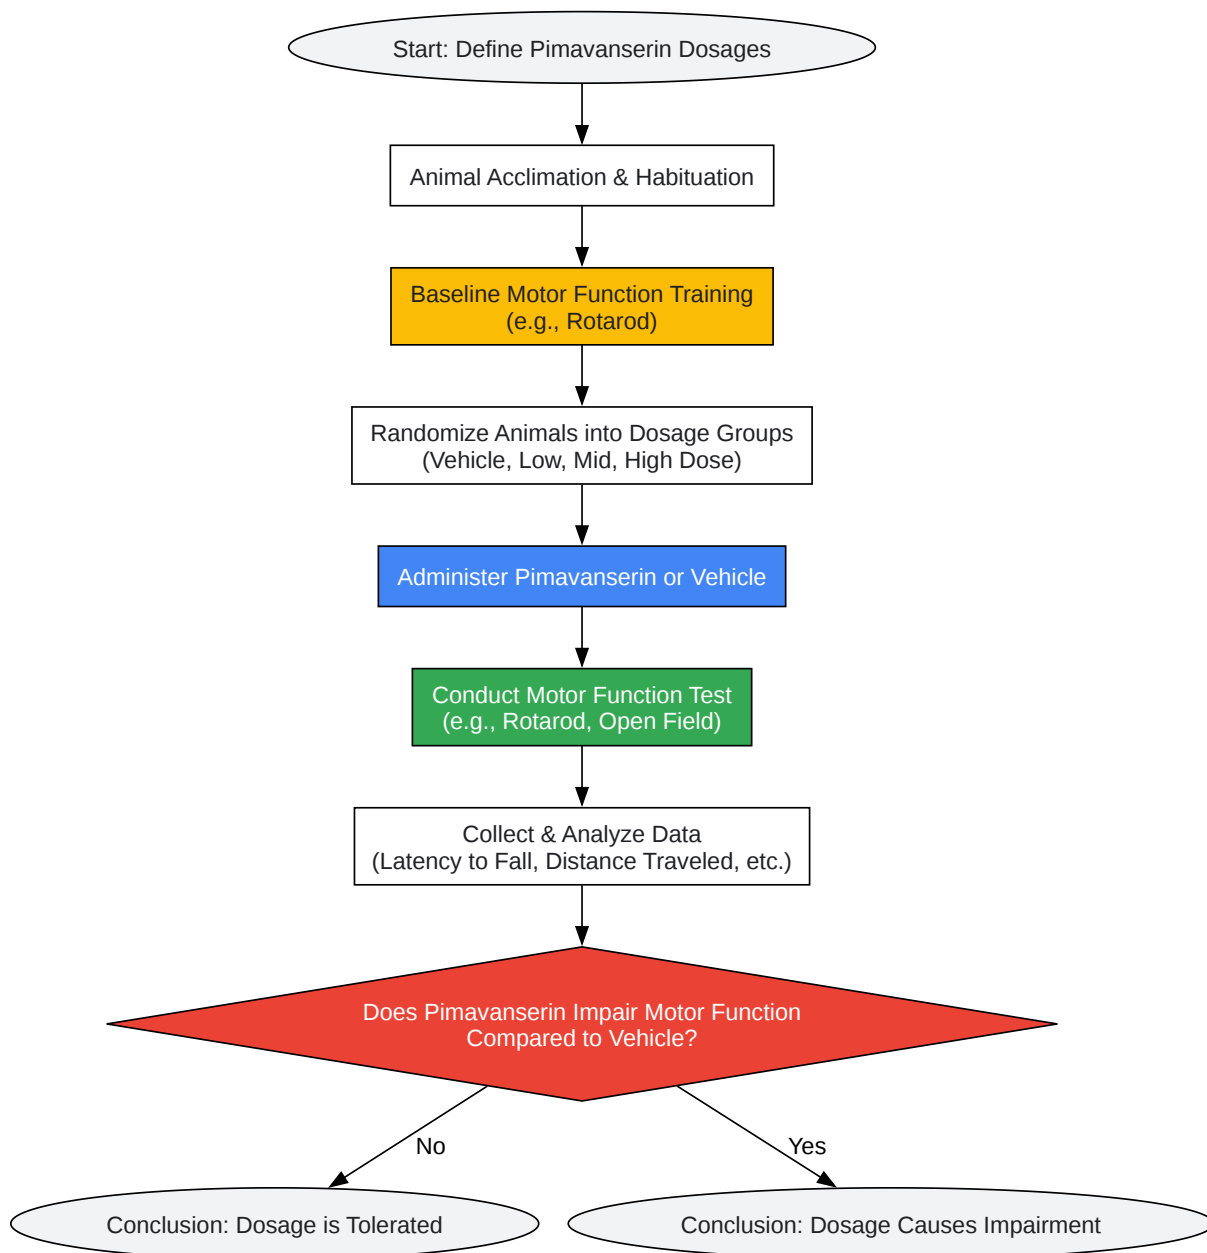 Start: Define Pimavanserin Dosages
Animal Acclimation & Habituation
Baseline Motor Function Training
(e.g., Rotarod)
Randomize Animals into Dosage Groups
(Vehicle, Low, Mid, High Dose)
Administer Pimavanserin or Vehicle
Conduct Motor Function Test
(e.g., Rotarod, Open Field)
Collect & Analyze Data
(Latency to Fall, Distance Traveled, etc.)
Does Pimavanserin Impair Motor Function
Compared to Vehicle?
No
Yes
Conclusion: Dosage is Tolerated
Conclusion: Dosage Causes Impairment